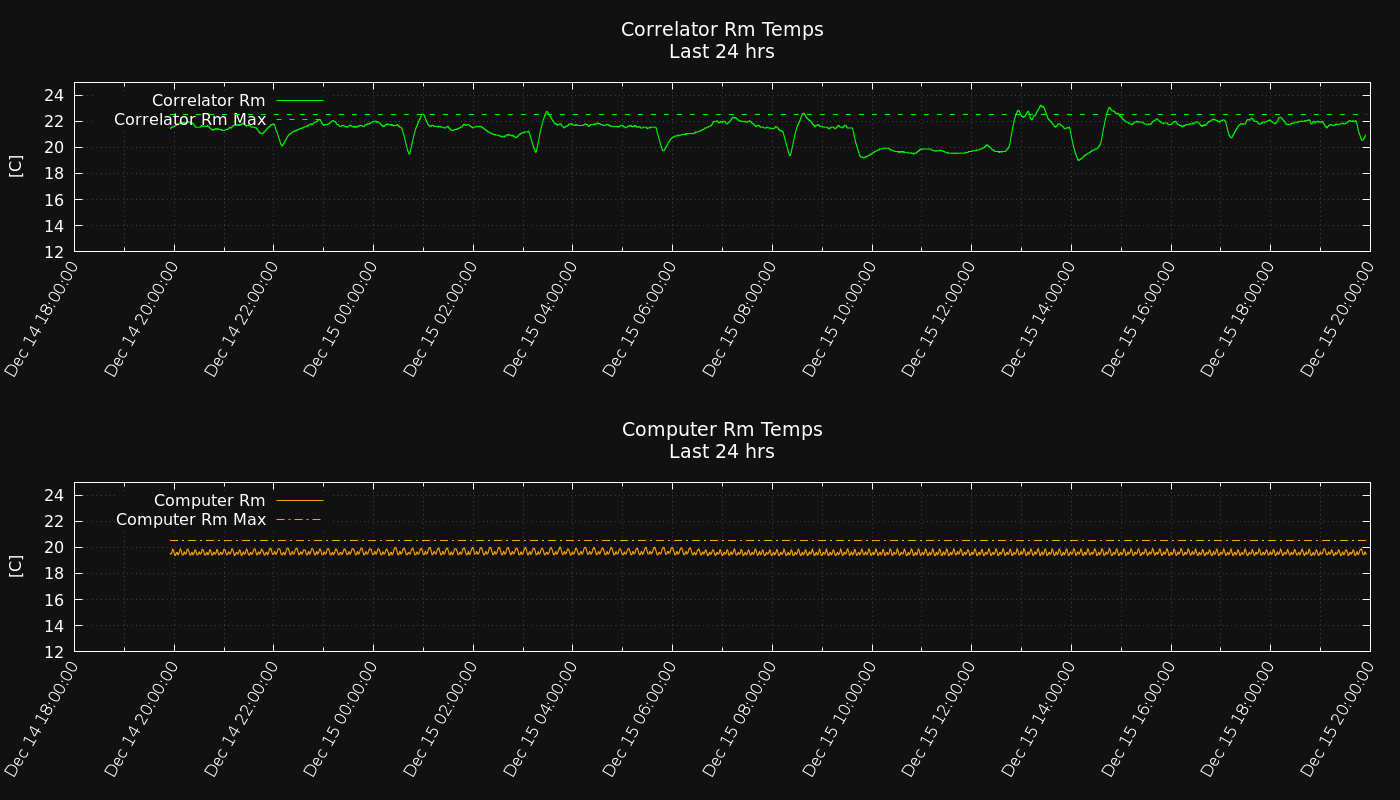 Correlator Rm Temps
Last 24 hrs
Correlator Rm
Correlator Rm Max
[C]
24
22
20
18
16
14
12
Dec 14 18:00:00
Dec 14 20:00:00
Dec 14 22:00:00
Dec 15 00:00:00
Dec 15 02:00:00
Dec 15 04:00:00
Dec 15 06:00:00
Dec 15 08:00:00
Dec 15 10:00:00
Dec 15 12:00:00
Dec 15 14:00:00
Dec 15 16:00:00
Dec 15 18:00:00
Dec 15 20:00:00
Computer Rm Temps
Last 24 hrs
Computer Rm
Computer Rm Max
[C]
24
22
20
18
16
14
12
Dec 14 18:00:00
Dec 14 20:00:00
Dec 14 22:00:00
Dec 15 00:00:00
Dec 15 02:00:00
Dec 15 04:00:00
Dec 15 06:00:00
Dec 15 08:00:00
Dec 15 10:00:00
Dec 15 12:00:00
Dec 15 14:00:00
Dec 15 16:00:00
Dec 15 18:00:00
Dec 15 20:00:00